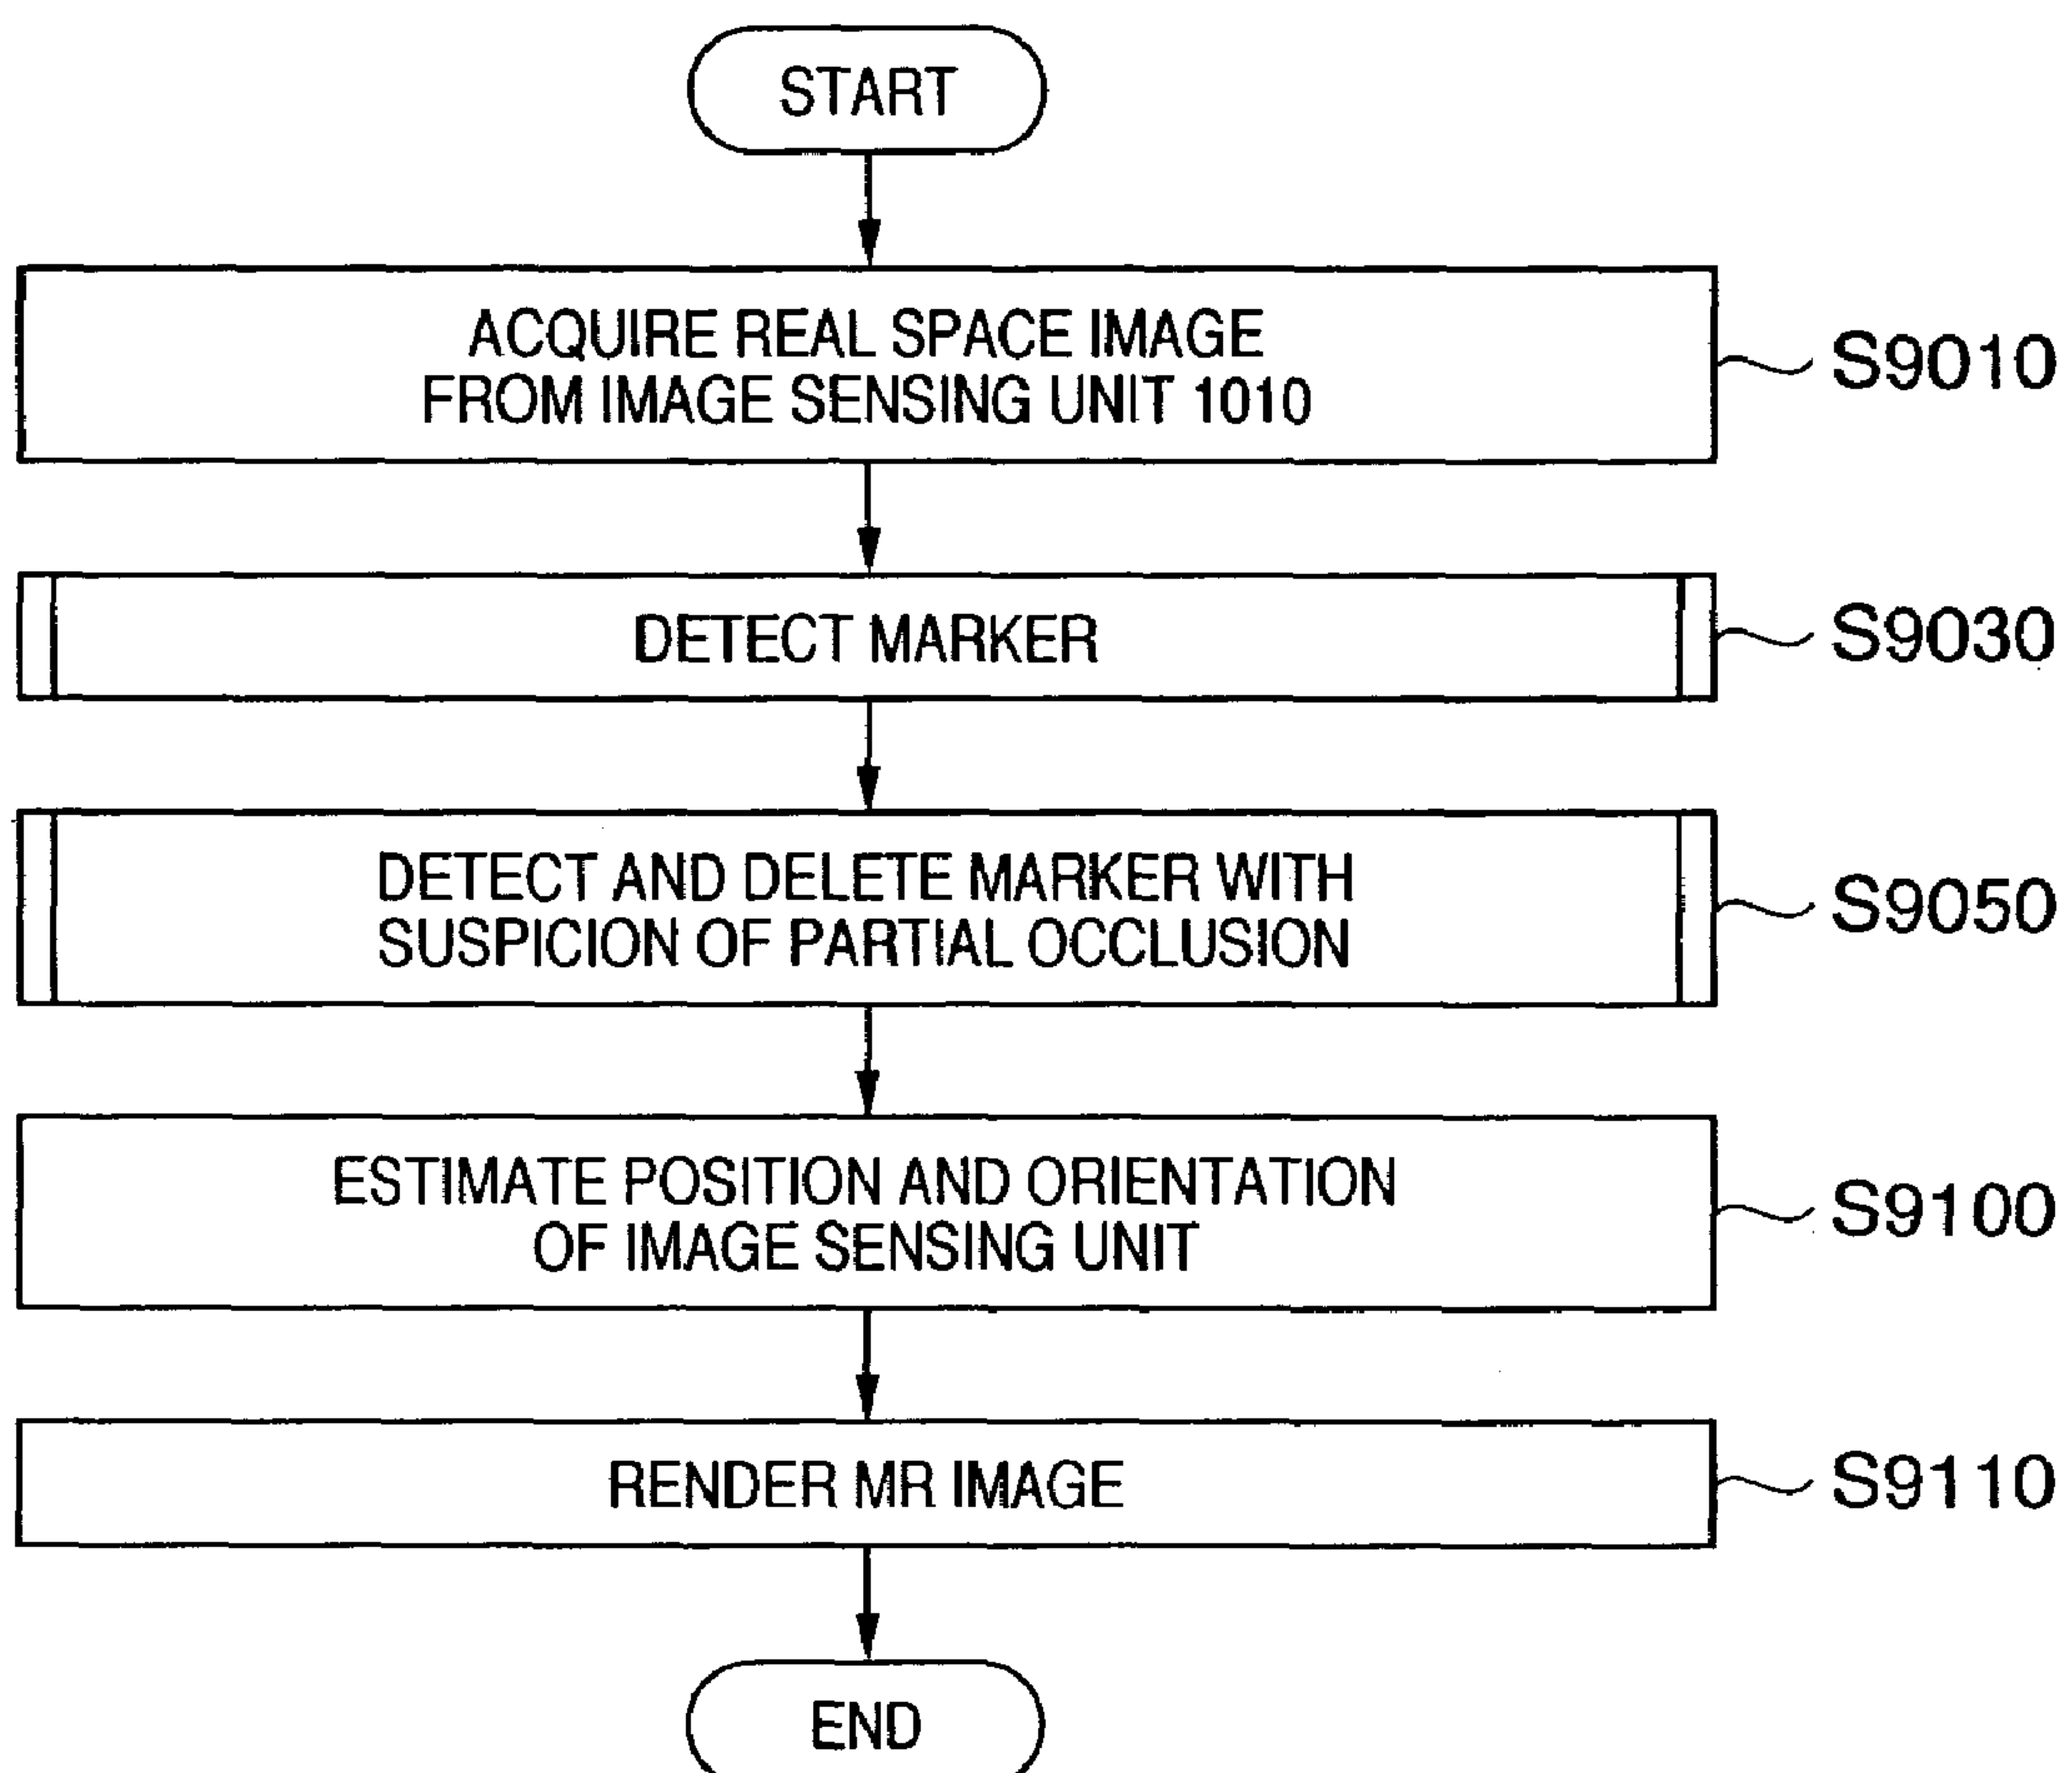 START
ACQUIRE REAL SPACE IMAGE
FROM IMAGE SENSING UNIT 1010
S9010
DETECT MARKER
S9030
DETECT AND DELETE MARKER WITH
SUSPICION OF PARTIAL OCCLUSION
S9050
ESTIMATE POSITION AND ORIENTATION
OF IMAGE SENSING UNIT
S9100
RENDER MR IMAGE
S9110
END